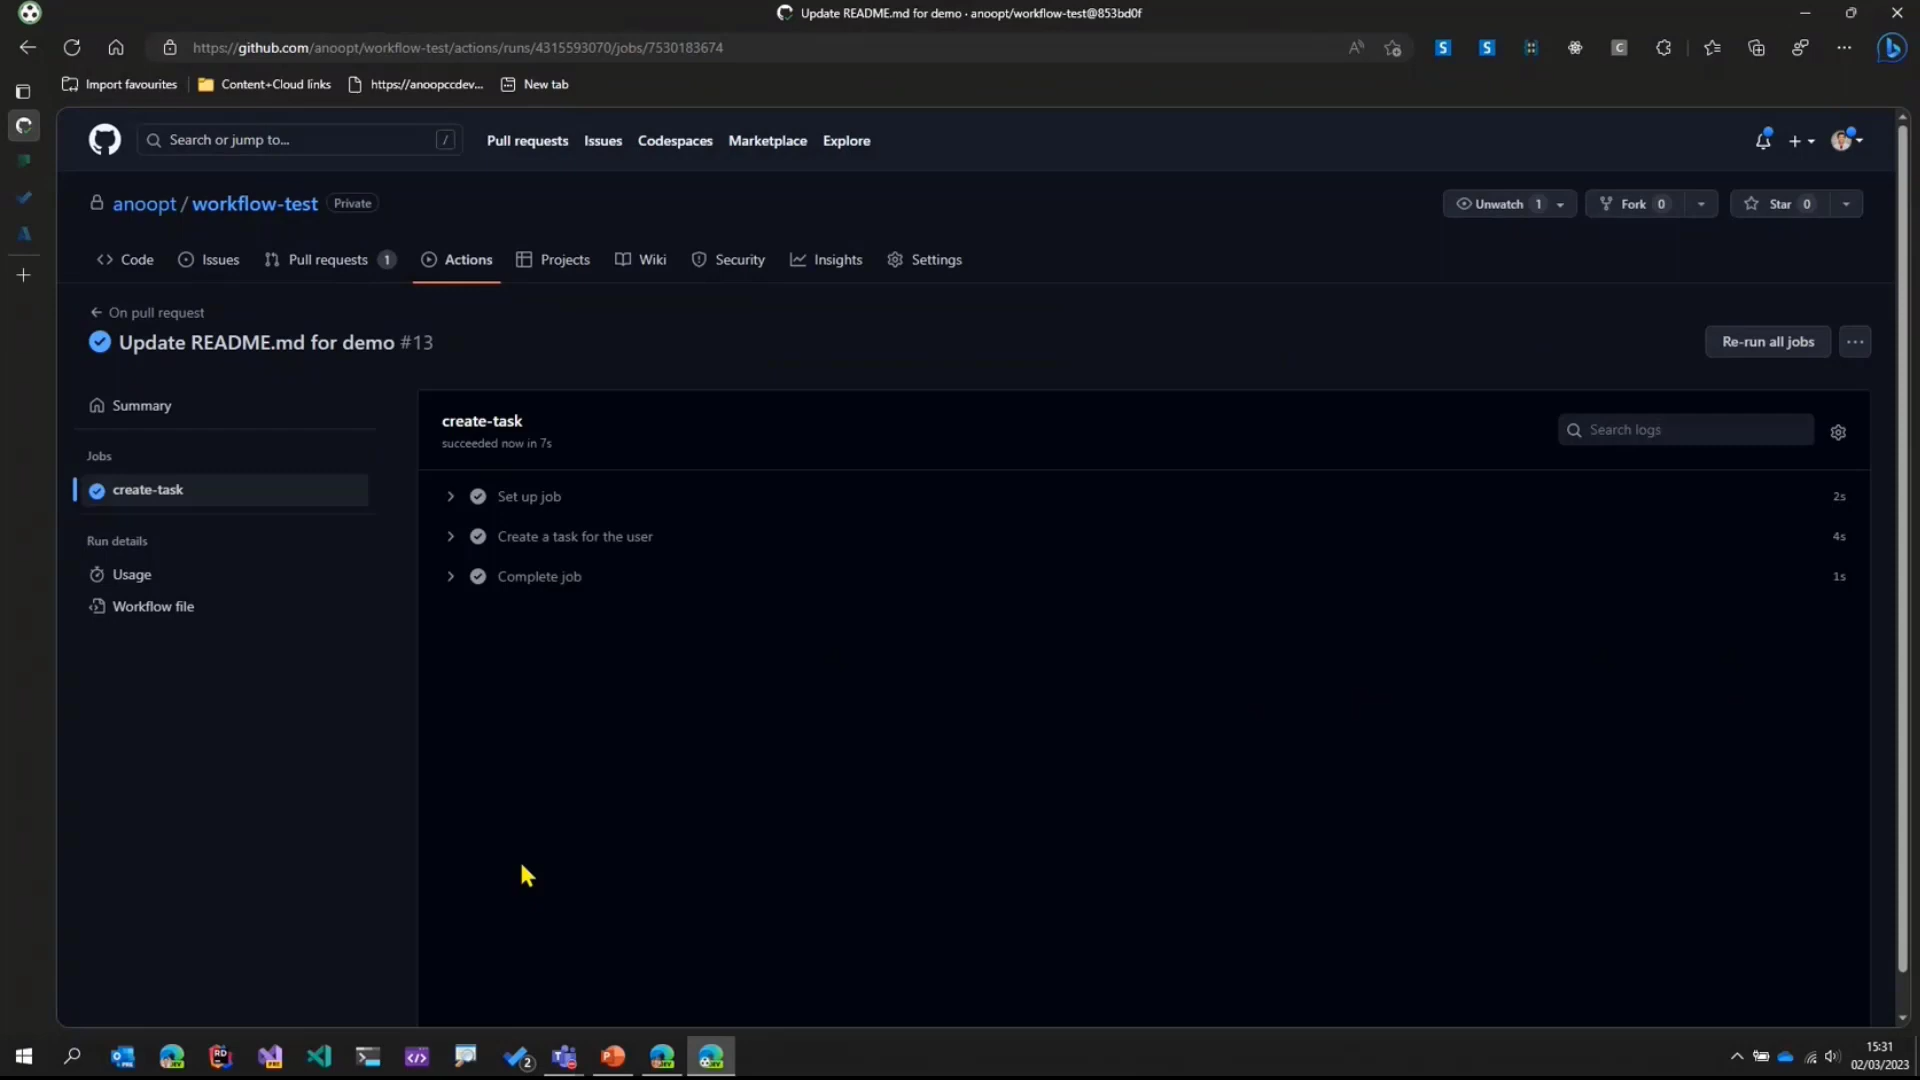 Update README.md for demo · anoopt/workflow-test@853bd0f
https://github.com/anoopt/workflow-test/actions/runs/4315593070/jobs/7530183674
Import favourites
Content+Cloud links
https://anoopccdev...
New tab
Search or jump to...
/
Pull requests
Issues
Codespaces
Marketplace
Explore
anoopt / workflow-test
Private
Unwatch 1
Fork 0
Star 0
Code
Issues
Pull requests 1
Actions
Projects
Wiki
Security
Insights
Settings
On pull request
Update README.md for demo #13
Re-run all jobs
Summary
Jobs
create-task
Run details
Usage
Workflow file
create-task
succeeded now in 7s
Search logs
Set up job
2s
Create a task for the user
4s
Complete job
1s
2
15:31
02/03/2023